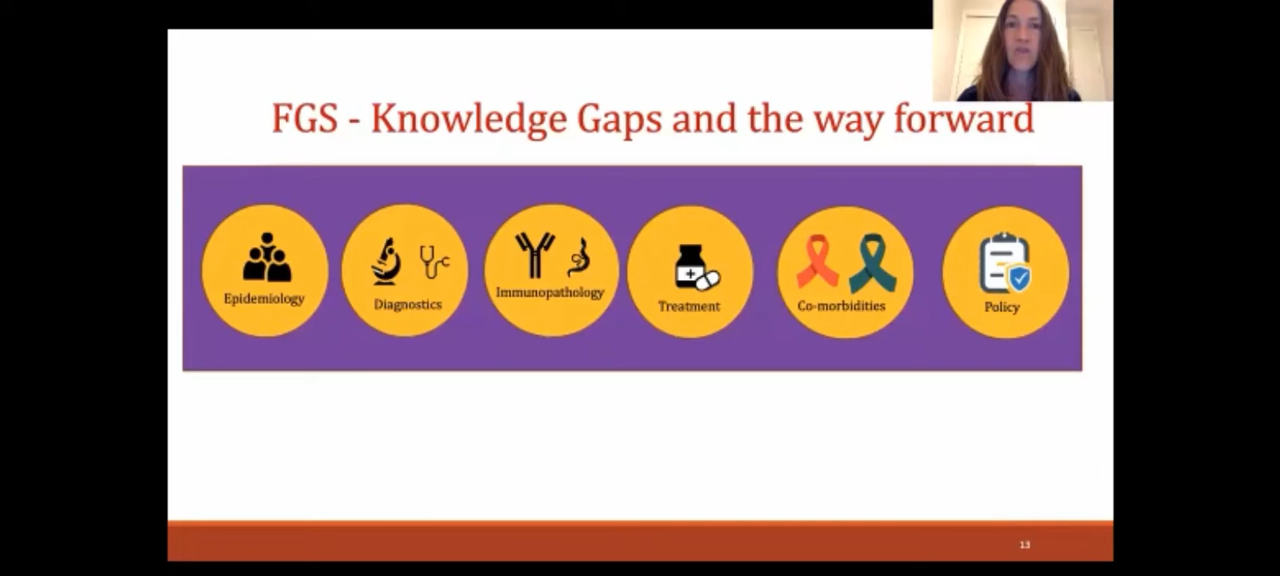 FGS - Knowledge Gaps and the way forward
Epidemiology
Diagnostics
Immunopathology
Treatment
Co-morbidities
Policy
13